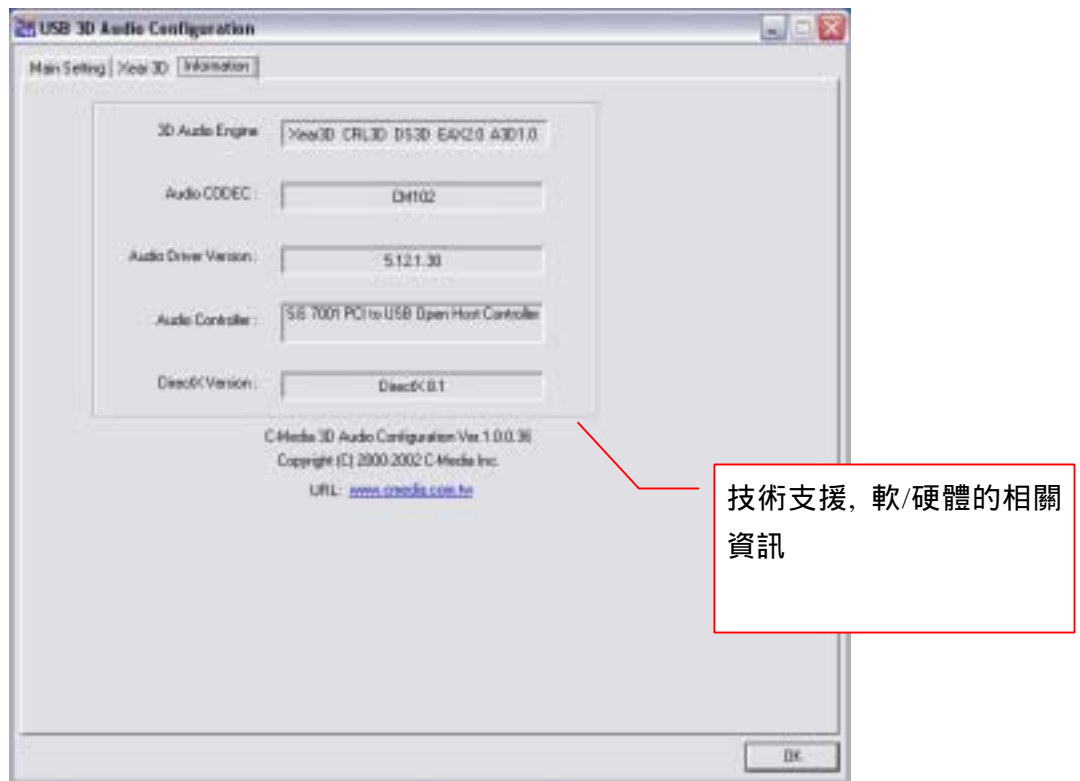 USB 3D Audio Configuration
Main Setting Xear 3D Information
3D Audio Engine Xear3D CRL3D DS3D EAX2.0 A3D1.0
Audio CODEC : CM102
Audio Driver Version : 5.12.1.30
Audio Controller : SiS 7001 PCI to USB Open Host Controller
DirectX Version : DirectX 8.1
C-Media 3D Audio Configuration Ver. 1.0.0.36
Copyright (C) 2000-2002 C-Media Inc.
URL: www.cmedia.com.tw
技術支援, 軟/硬體的相關
資訊
OK